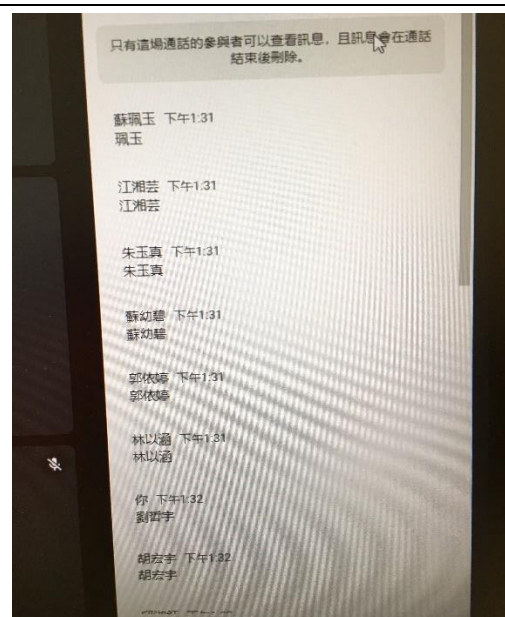 只有這場通話的參與者可以查看訊息，且訊息會在通話
結束後刪除。
蘇珮玉 下午1:31
珮玉
江湘芸 下午1:31
江湘芸
朱玉真 下午1:31
朱玉真
蘇幼碧 下午1:31
蘇幼碧
郭依婷 下午1:31
郭依婷
林以涵 下午1:31
林以涵
你 下午1:32
劉哲宇
胡宏宇 下午1:32
胡宏宇